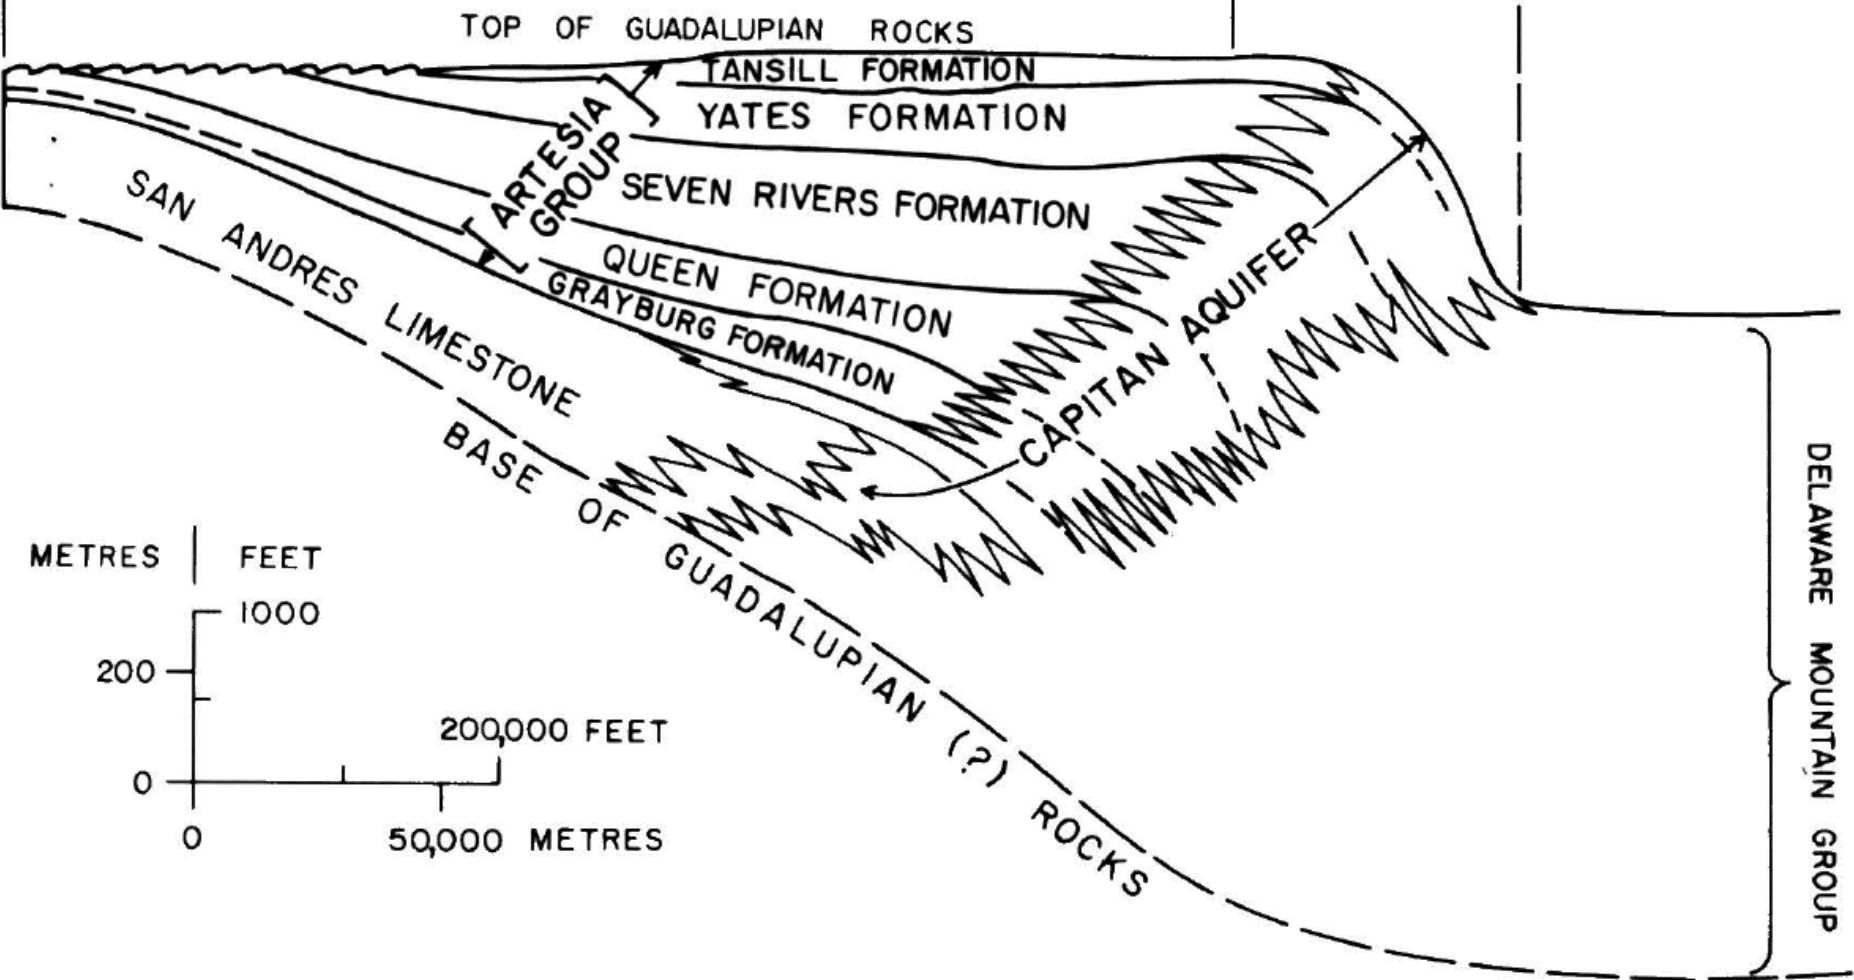 TOP OF GUADALUPIAN ROCKS
TANSILL FORMATION
YATES FORMATION
ARTESIA
GROUP
SEVEN RIVERS FORMATION
QUEEN FORMATION
GRAYBURG FORMATION
SAN ANDRES LIMESTONE
CAPITAN AQUIFER
BASE OF GUADALUPIAN (?) ROCKS
DELAWARE MOUNTAIN GROUP
METRES FEET
1000
200
200,000 FEET
0
0 50,000 METRES